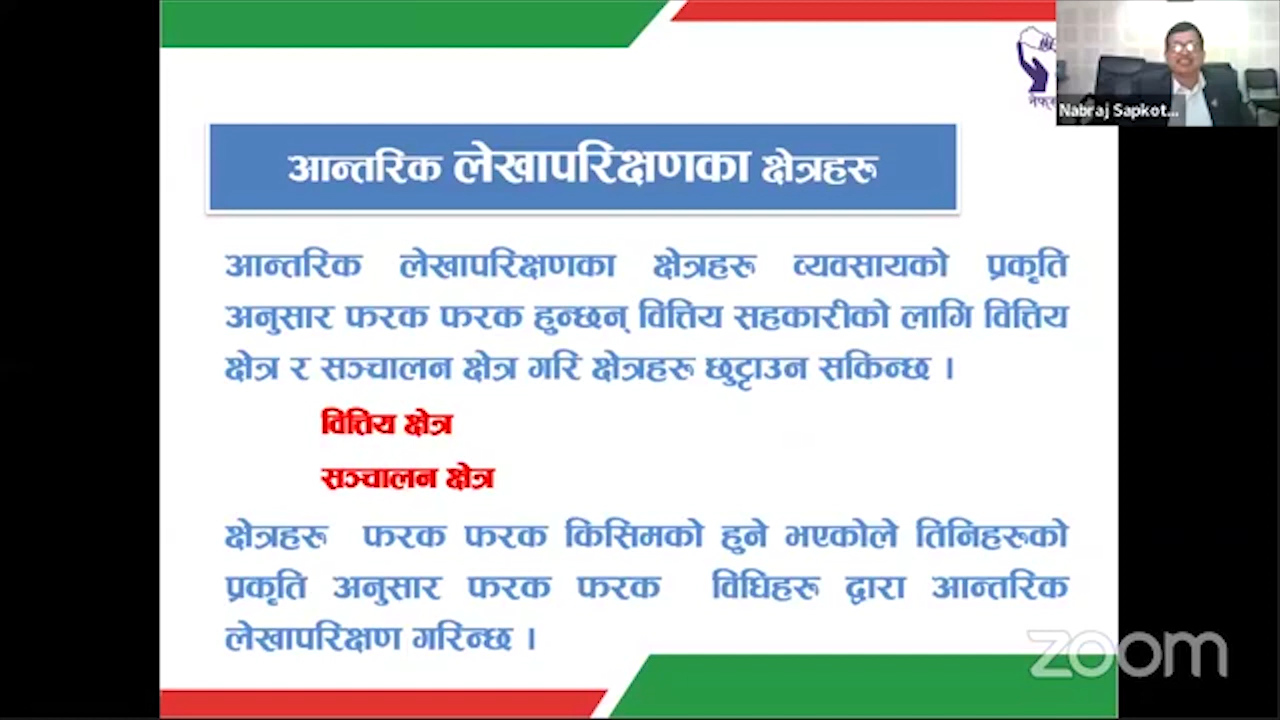 Nabraj Sapkot...
आन्तरिक लेखापरिक्षणका क्षेत्रहरु
आन्तरिक लेखापरिक्षणका क्षेत्रहरु व्यवसायको प्रकृति
अनुसार फरक फरक हुन्छन् वित्तिय सहकारीको लागि वित्तिय
क्षेत्र र सञ्चालन क्षेत्र गरि क्षेत्रहरु छुट्टाउन सकिन्छ ।
वित्तिय क्षेत्र
सञ्चालन क्षेत्र
क्षेत्रहरु फरक फरक किसिमको हुने भएकोले तिनिहरुको
प्रकृति अनुसार फरक फरक विधिहरु द्वारा आन्तरिक
लेखापरिक्षण गरिन्छ ।
zoom